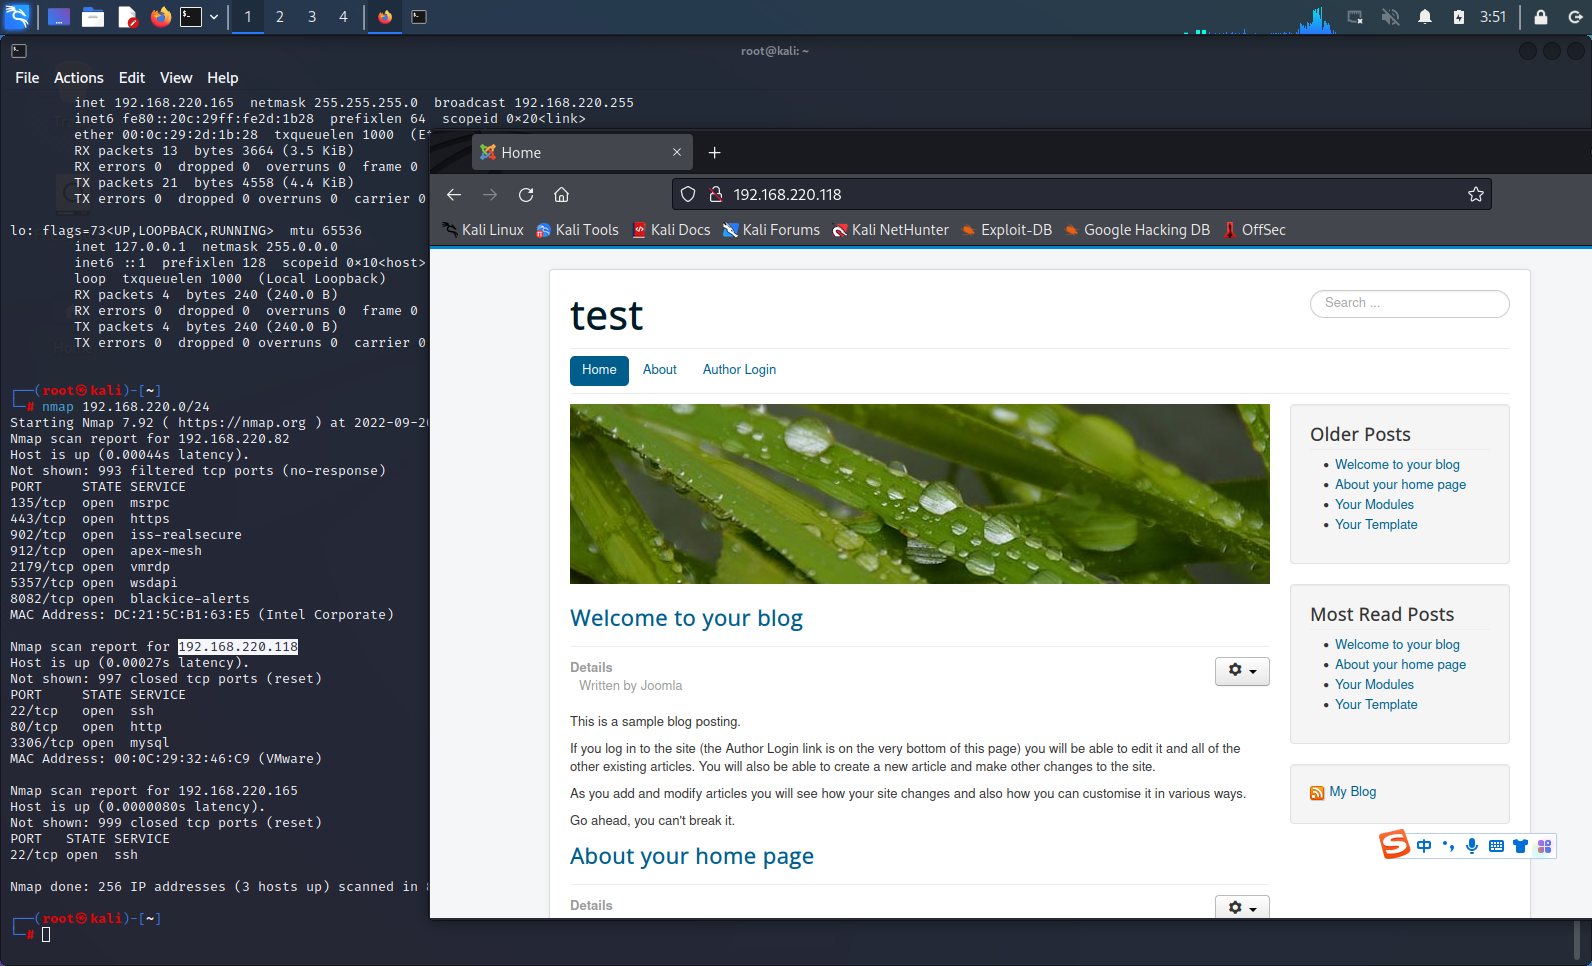 1 2 3 4 3:51
root@kali: ~
File Actions Edit View Help
inet 192.168.220.165 netmask 255.255.255.0 broadcast 192.168.220.255
inet6 fe80::20c:29ff:fe2d:1b28 prefixlen 64 scopeid 0×20<link>
ether 00:0c:29:2d:1b:28 txqueuelen 1000 (Et
RX packets 13 bytes 3664 (3.5 KiB)
RX errors 0 dropped 0 overruns 0 frame 0
TX packets 21 bytes 4558 (4.4 KiB)
TX errors 0 dropped 0 overruns 0 carrier 0
lo: flags=73<UP,LOOPBACK,RUNNING> mtu 65536
inet 127.0.0.1 netmask 255.0.0.0
inet6 ::1 prefixlen 128 scopeid 0×10<host>
loop txqueuelen 1000 (Local Loopback)
RX packets 4 bytes 240 (240.0 B)
RX errors 0 dropped 0 overruns 0 frame 0
TX packets 4 bytes 240 (240.0 B)
TX errors 0 dropped 0 overruns 0 carrier 0
(root㉿kali)-[~]
# nmap 192.168.220.0/24
Starting Nmap 7.92 ( https://nmap.org ) at 2022-09-20
Nmap scan report for 192.168.220.82
Host is up (0.00044s latency).
Not shown: 993 filtered tcp ports (no-response)
PORT STATE SERVICE
135/tcp open msrpc
443/tcp open https
902/tcp open iss-realsecure
912/tcp open apex-mesh
2179/tcp open vmrdp
5357/tcp open wsdapi
8082/tcp open blackice-alerts
MAC Address: DC:21:5C:B1:63:E5 (Intel Corporate)
Nmap scan report for 192.168.220.118
Host is up (0.00027s latency).
Not shown: 997 closed tcp ports (reset)
PORT STATE SERVICE
22/tcp open ssh
80/tcp open http
3306/tcp open mysql
MAC Address: 00:0C:29:32:46:C9 (VMware)
Nmap scan report for 192.168.220.165
Host is up (0.0000080s latency).
Not shown: 999 closed tcp ports (reset)
PORT STATE SERVICE
22/tcp open ssh
Nmap done: 256 IP addresses (3 hosts up) scanned in
(root㉿kali)-[~]
#
Home
192.168.220.118
Kali Linux Kali Tools Kali Docs Kali Forums Kali NetHunter Exploit-DB Google Hacking DB OffSec
test
Search ...
Home About Author Login
Welcome to your blog
Details
Written by Joomla
This is a sample blog posting.
If you log in to the site (the Author Login link is on the very bottom of this page) you will be able to edit it and all of the
other existing articles. You will also be able to create a new article and make other changes to the site.
As you add and modify articles you will see how your site changes and also how you can customise it in various ways.
Go ahead, you can't break it.
About your home page
Details
Older Posts
Welcome to your blog
About your home page
Your Modules
Your Template
Most Read Posts
Welcome to your blog
About your home page
Your Modules
Your Template
My Blog
中